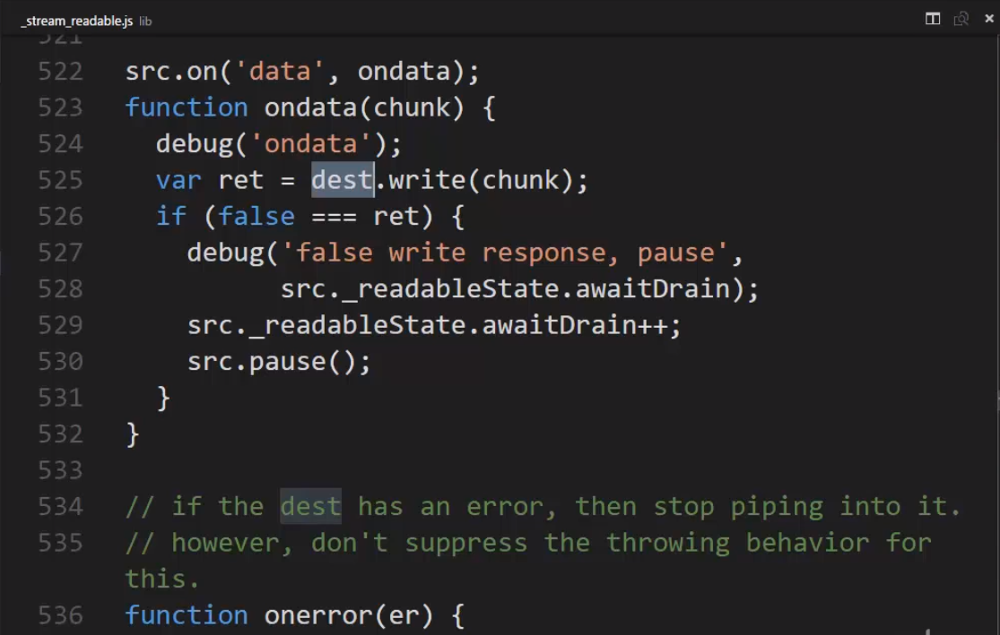 _stream_readable.js lib
521
522 src.on('data', ondata);
523 function ondata(chunk) {
524 debug('ondata');
525 var ret = dest.write(chunk);
526 if (false === ret) {
527 debug('false write response, pause',
528 src._readableState.awaitDrain);
529 src._readableState.awaitDrain++;
530 src.pause();
531 }
532 }
533
534 // if the dest has an error, then stop piping into it.
535 // however, don't suppress the throwing behavior for
this.
536 function onerror(er) {